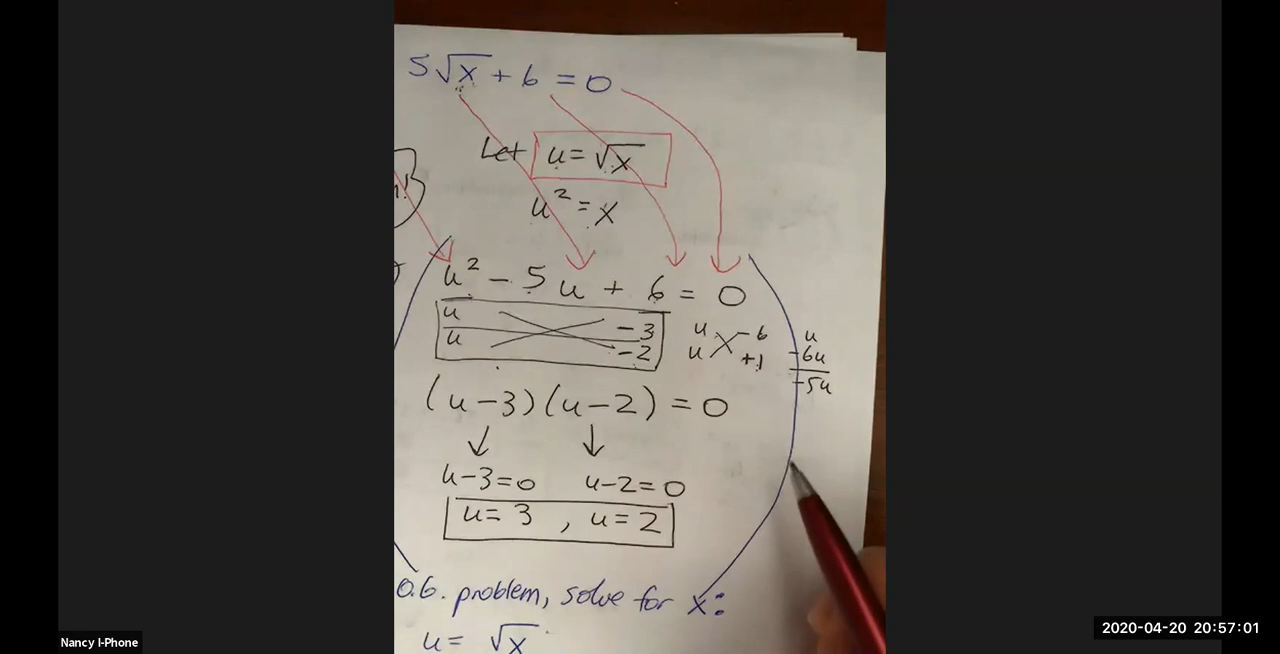 5√x + 6 = 0
Let u = √x
u² = x
u² - 5u + 6 = 0
u -3
u -2
u -6
u +1
u
-6u
-5u
(u-3)(u-2) = 0
u-3=0 u-2=0
u= 3 , u= 2
O.G. problem, solve for x:
u= √x
Nancy I-Phone
2020-04-20 20:57:01